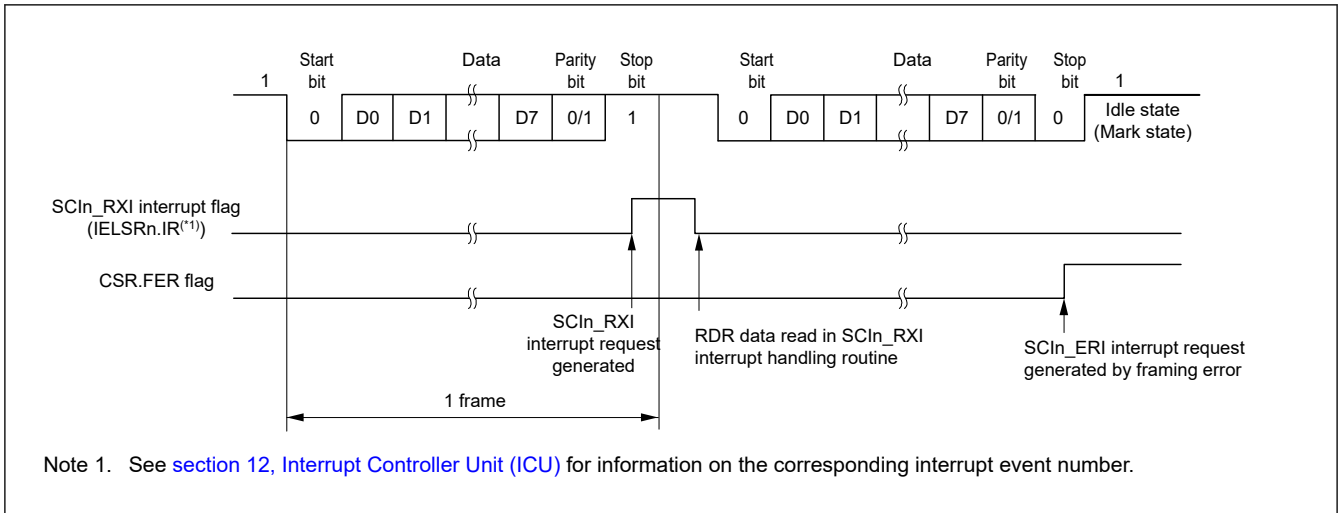 Start Data Parity Stop Start Data Parity Stop
1 bit bit bit bit bit bit 1
0 D0 D1 D7 0/1 1 0 D0 D1 D7 0/1 0 Idle state
(Mark state)
SCIn_RXI interrupt flag
(IELSRn.IR(*1))
CSR.FER flag
SCIn_RXI
interrupt request
generated
RDR data read in SCIn_RXI
interrupt handling routine
SCIn_ERI interrupt request
generated by framing error
1 frame
Note 1. See section 12, Interrupt Controller Unit (ICU) for information on the corresponding interrupt event number.